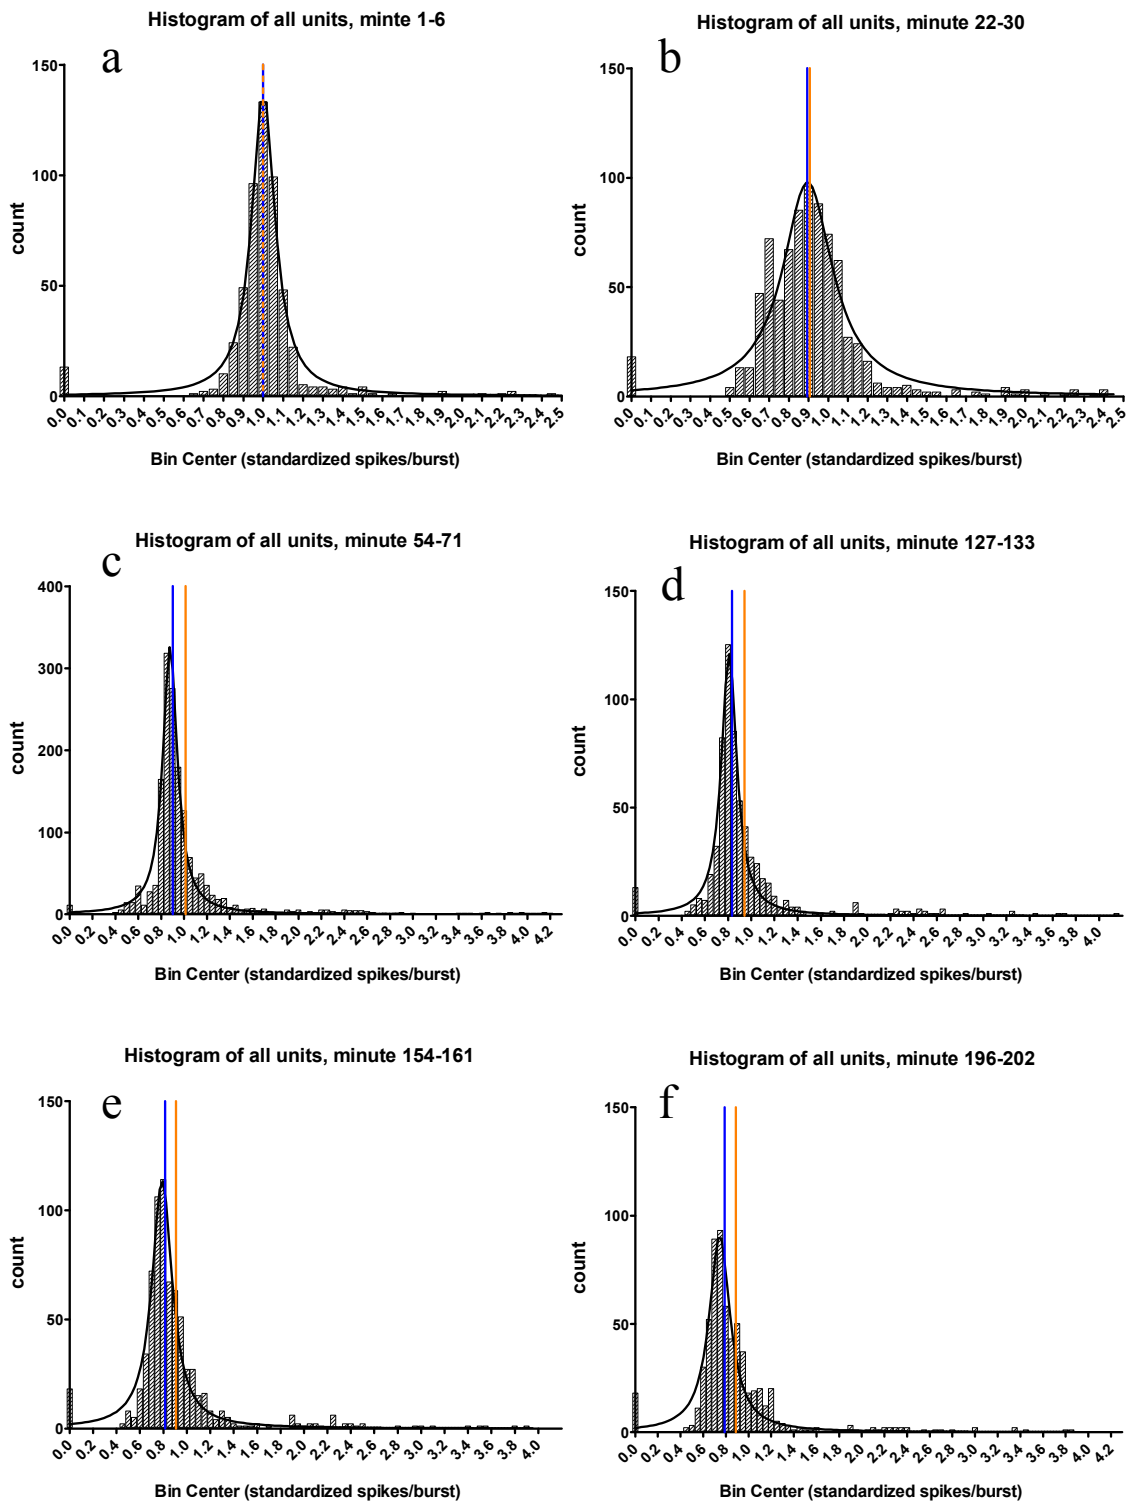 Histogram of all units, minte 1-6
a
150
100
50
0
count
0.0 0.1 0.2 0.3 0.4 0.5 0.6 0.7 0.8 0.9 1.0 1.1 1.2 1.3 1.4 1.5 1.6 1.7 1.8 1.9 2.0 2.1 2.2 2.3 2.4 2.5
Bin Center (standardized spikes/burst)
Histogram of all units, minute 22-30
b
150
100
50
0
count
0.0 0.1 0.2 0.3 0.4 0.5 0.6 0.7 0.8 0.9 1.0 1.1 1.2 1.3 1.4 1.5 1.6 1.7 1.8 1.9 2.0 2.1 2.2 2.3 2.4 2.5
Bin Center (standardized spikes/burst)
Histogram of all units, minute 54-71
c
400
300
200
100
0
count
0.0 0.2 0.4 0.6 0.8 1.0 1.2 1.4 1.6 1.8 2.0 2.2 2.4 2.6 2.8 3.0 3.2 3.4 3.6 3.8 4.0 4.2
Bin Center (standardized spikes/burst)
Histogram of all units, minute 127-133
d
150
100
50
0
count
0.0 0.2 0.4 0.6 0.8 1.0 1.2 1.4 1.6 1.8 2.0 2.2 2.4 2.6 2.8 3.0 3.2 3.4 3.6 3.8 4.0
Bin Center (standardized spikes/burst)
Histogram of all units, minute 154-161
e
150
100
50
0
count
0.0 0.2 0.4 0.6 0.8 1.0 1.2 1.4 1.6 1.8 2.0 2.2 2.4 2.6 2.8 3.0 3.2 3.4 3.6 3.8 4.0
Bin Center (standardized spikes/burst)
Histogram of all units, minute 196-202
f
150
100
50
0
count
0.0 0.2 0.4 0.6 0.8 1.0 1.2 1.4 1.6 1.8 2.0 2.2 2.4 2.6 2.8 3.0 3.2 3.4 3.6 3.8 4.0 4.2
Bin Center (standardized spikes/burst)